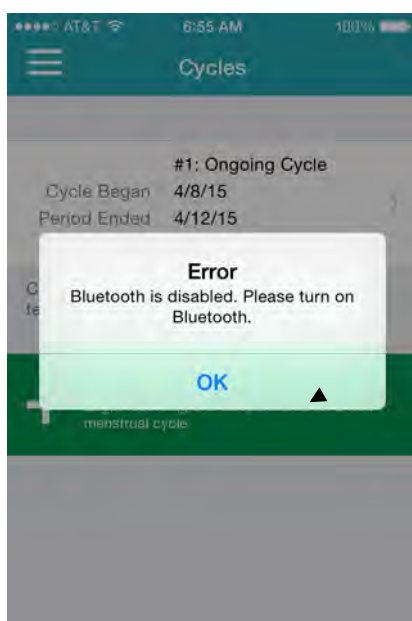 AT&T 6:55 AM 100%
Cycles
#1: Ongoing Cycle
Cycle Began 4/8/15
Period Ended 4/12/15
Error
Bluetooth is disabled. Please turn on
Bluetooth.
OK
menstrual cycle